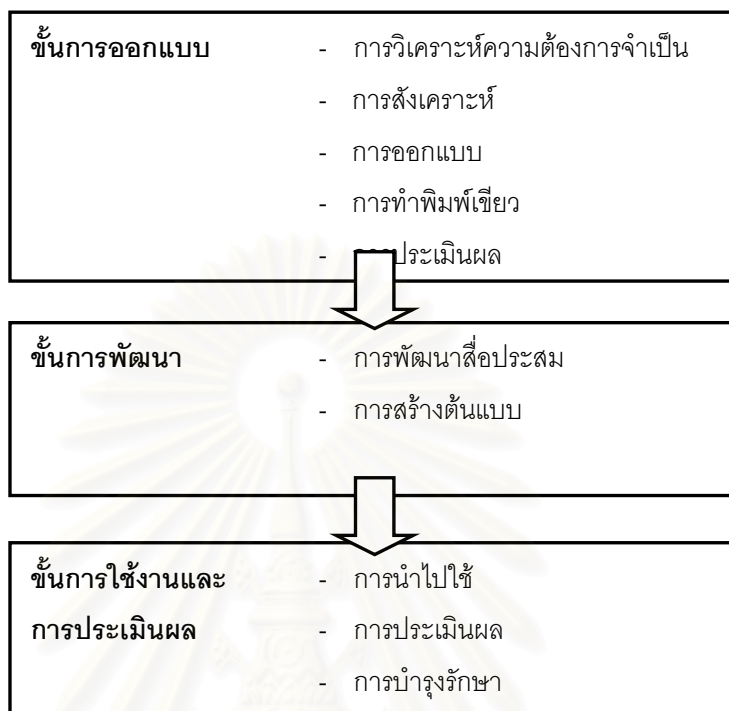 ขั้นการออกแบบ - การวิเคราะห์ความต้องการจำเป็น
- การสังเคราะห์
- การออกแบบ
- การทำพิมพ์เขียว
- การประเมินผล
ขั้นการพัฒนา - การพัฒนาสื่อประสม
- การสร้างต้นแบบ
ขั้นการใช้งานและ - การนำไปใช้
การประเมินผล - การประเมินผล
- การบำรุงรักษา